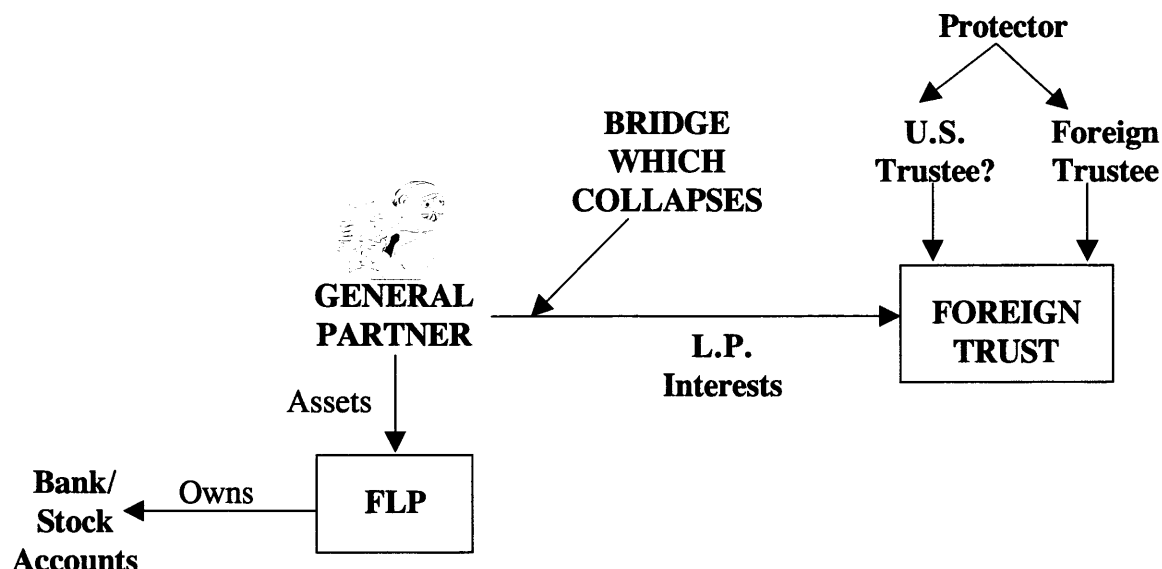 Protector
U.S.
Trustee?
Foreign
Trustee
BRIDGE
WHICH
COLLAPSES
GENERAL
PARTNER
L.P.
Interests
FOREIGN
TRUST
Assets
FLP
Owns
Bank/
Stock
Accounts